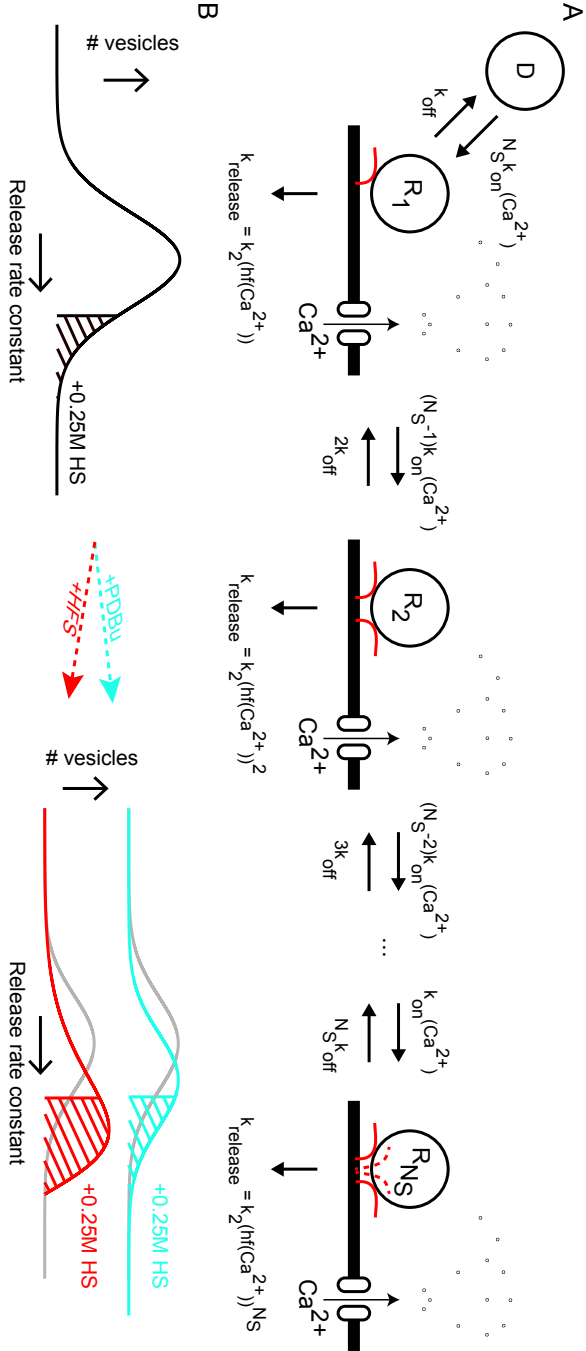 A
D
k_off
N_S k_on(Ca²⁺)
R₁
k_release = k₂(hf(Ca²⁺))
Ca²⁺
(N_S-1)k_on(Ca²⁺)
2k_off
R₂
k_release = k₂(hf(Ca²⁺))²
Ca²⁺
(N_S-2)k_on(Ca²⁺)
3k_off
...
k_on(Ca²⁺)
N_S k_off
R_NS
k_release = k₂(hf(Ca²⁺))^NS
Ca²⁺
B
# vesicles
Release rate constant
+0.25M HS
+PDBu
+HFS
# vesicles
Release rate constant
+0.25M HS
+0.25M HS